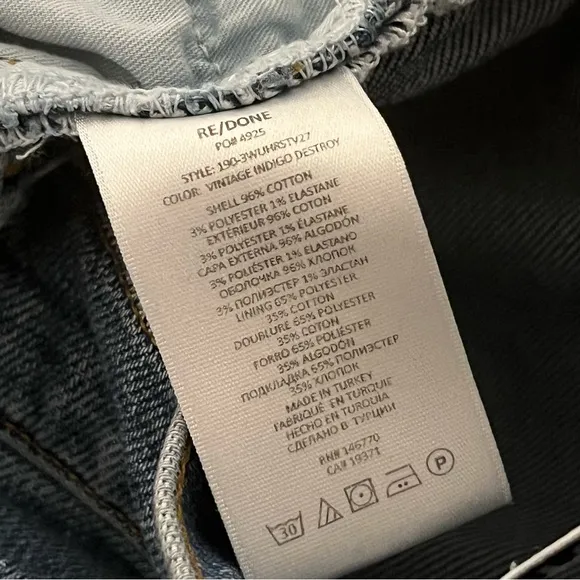 RE/DONE
PO# 4925
STYLE: 190-3WUHRSTV27
COLOR: VINTAGE INDIGO DESTROY
SHELL 96% COTTON
3% POLYESTER 1% ELASTANE
EXTÉRIEUR 96% COTON
3% POLYESTER 1% ELASTANE
CAPA EXTERNA 96% ALGODÓN
3% POLIÉSTER 1% ELASTANO
ОБОЛОЧКА 96% ХЛОПОК
3% ПОЛИЭСТЕР 1% ЭЛАСТАН
LINING 65% POLYESTER
35% COTTON
DOUBLURE 65% POLYESTER
35% COTON
FORRO 65% POLIÉSTER
35% ALGODÓN
ПОДКЛАДКА 65% ПОЛИЭСТЕР
35% ХЛОПОК
MADE IN TURKEY
FABRIQUÉ EN TURQUIE
HECHO EN TURQUIA
СДЕЛАНО В ТУРЦИИ
RN# 146770
CA# 19371
30 P